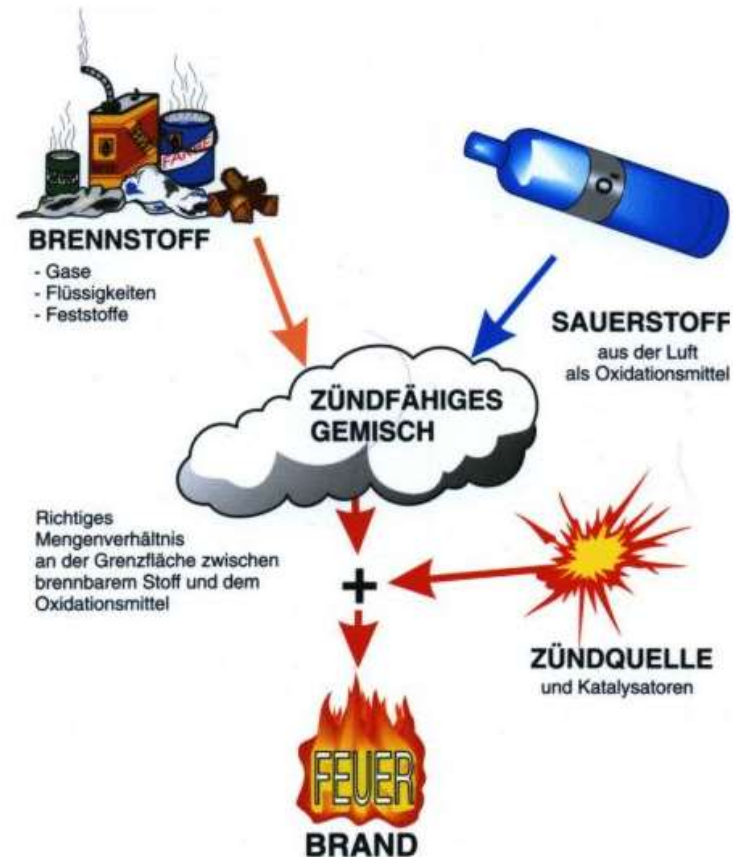 FARBE
BRENNSTOFF
- Gase
- Flüssigkeiten
- Feststoffe
O
SAUERSTOFF
aus der Luft
als Oxidationsmittel
ZÜNDFÄHIGES
GEMISCH
Richtiges
Mengenverhältnis
an der Grenzfläche zwischen
brennbarem Stoff und dem
Oxidationsmittel
+
ZÜNDQUELLE
und Katalysatoren
FEUER
BRAND